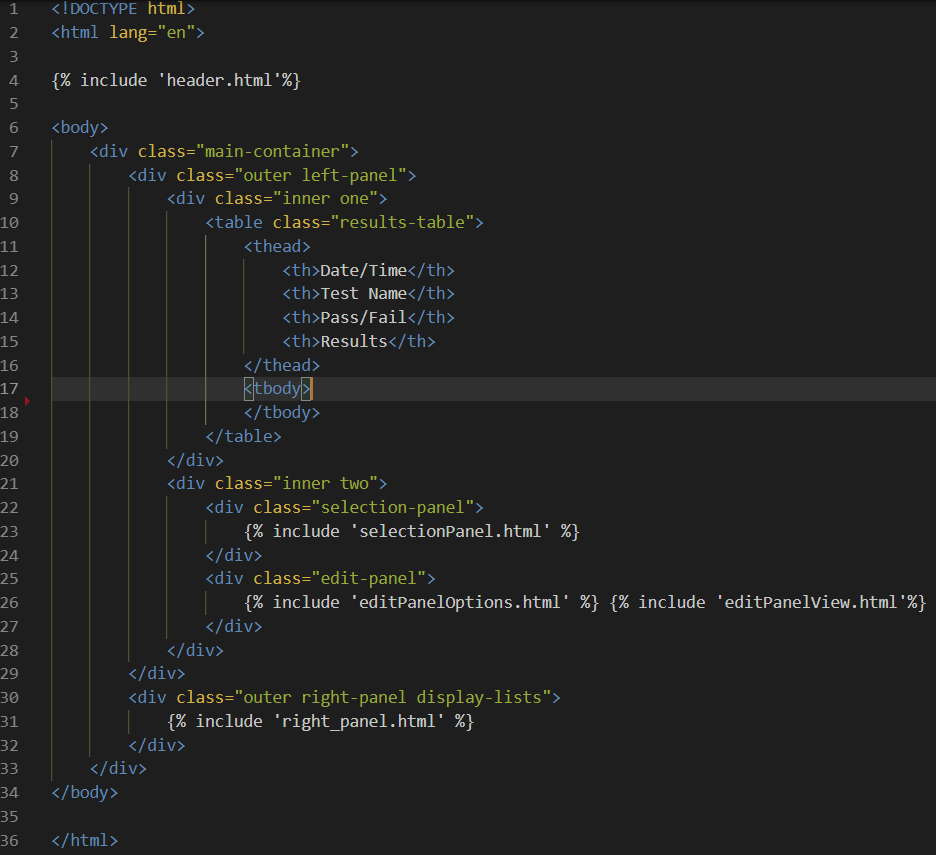 1 <!DOCTYPE html>
2 <html lang="en">
3
4 {% include 'header.html'%}
5
6 <body>
7     <div class="main-container">
8         <div class="outer left-panel">
9             <div class="inner one">
10                 <table class="results-table">
11                     <thead>
12                         <th>Date/Time</th>
13                         <th>Test Name</th>
14                         <th>Pass/Fail</th>
15                         <th>Results</th>
16                     </thead>
17                     <tbody>
18                     </tbody>
19                 </table>
20             </div>
21             <div class="inner two">
22                 <div class="selection-panel">
23                     {% include 'selectionPanel.html' %}
24                 </div>
25                 <div class="edit-panel">
26                     {% include 'editPanelOptions.html' %} {% include 'editPanelView.html'%}
27                 </div>
28             </div>
29         </div>
30         <div class="outer right-panel display-lists">
31             {% include 'right_panel.html' %}
32         </div>
33     </div>
34 </body>
35
36 </html>